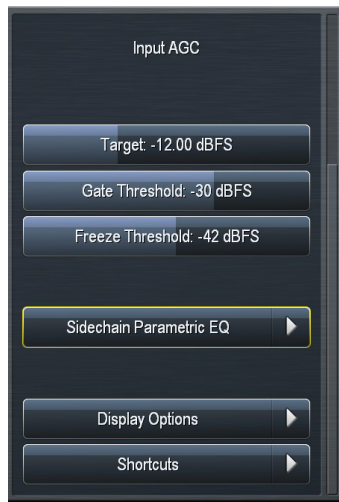 Input AGC
Target: -12.00 dBFS
Gate Threshold: -30 dBFS
Freeze Threshold: -42 dBFS
Sidechain Parametric EQ
Display Options
Shortcuts